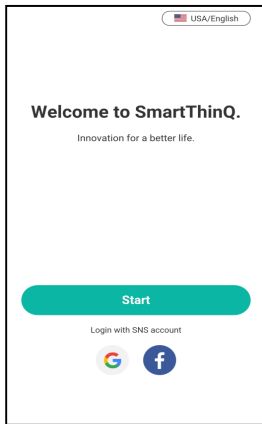 USA/English
Welcome to SmartThinQ.
Innovation for a better life.
Start
Login with SNS account